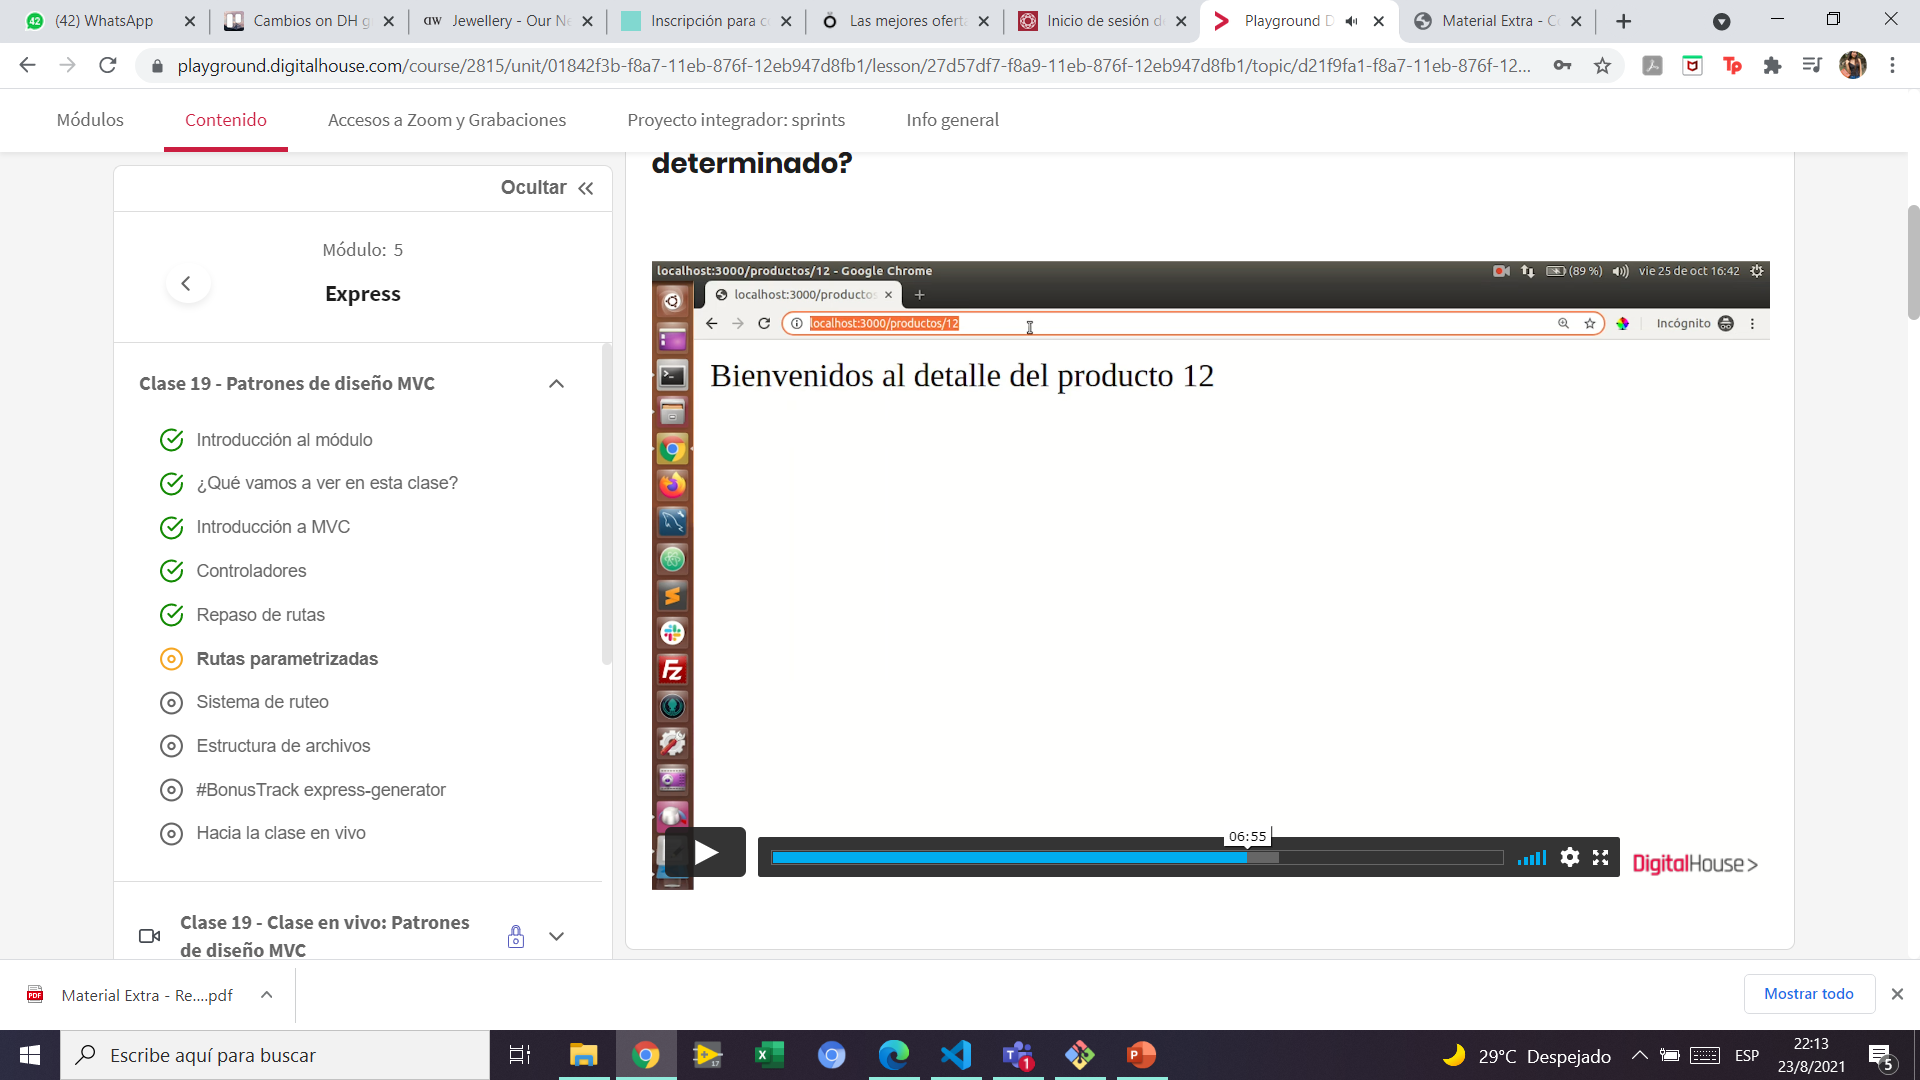 (42) WhatsApp
Cambios on DH g
Jewellery - Our Ne
Inscripción para c
Las mejores ofert
Inicio de sesión d
Playground D
Material Extra - C
playground.digitalhouse.com/course/2815/unit/01842f3b-f8a7-11eb-876f-12eb947d8fb1/lesson/27d57df7-f8a9-11eb-876f-12eb947d8fb1/topic/d21f9fa1-f8a7-11eb-876f-12...
Módulos
Contenido
Accesos a Zoom y Grabaciones
Proyecto integrador: sprints
Info general
determinado?
Ocultar
Módulo: 5
Express
Clase 19 - Patrones de diseño MVC
Introducción al módulo
¿Qué vamos a ver en esta clase?
Introducción a MVC
Controladores
Repaso de rutas
Rutas parametrizadas
Sistema de ruteo
Estructura de archivos
#BonusTrack express-generator
Hacia la clase en vivo
Clase 19 - Clase en vivo: Patrones
de diseño MVC
localhost:3000/productos/12 - Google Chrome
(89 %)
vie 25 de oct 16:42
localhost:3000/productos
localhost:3000/productos/12
Incógnito
Bienvenidos al detalle del producto 12
06:55
DigitalHouse>
Material Extra - Re....pdf
Mostrar todo
Escribe aquí para buscar
29°C Despejado
ESP
22:13
23/8/2021
5